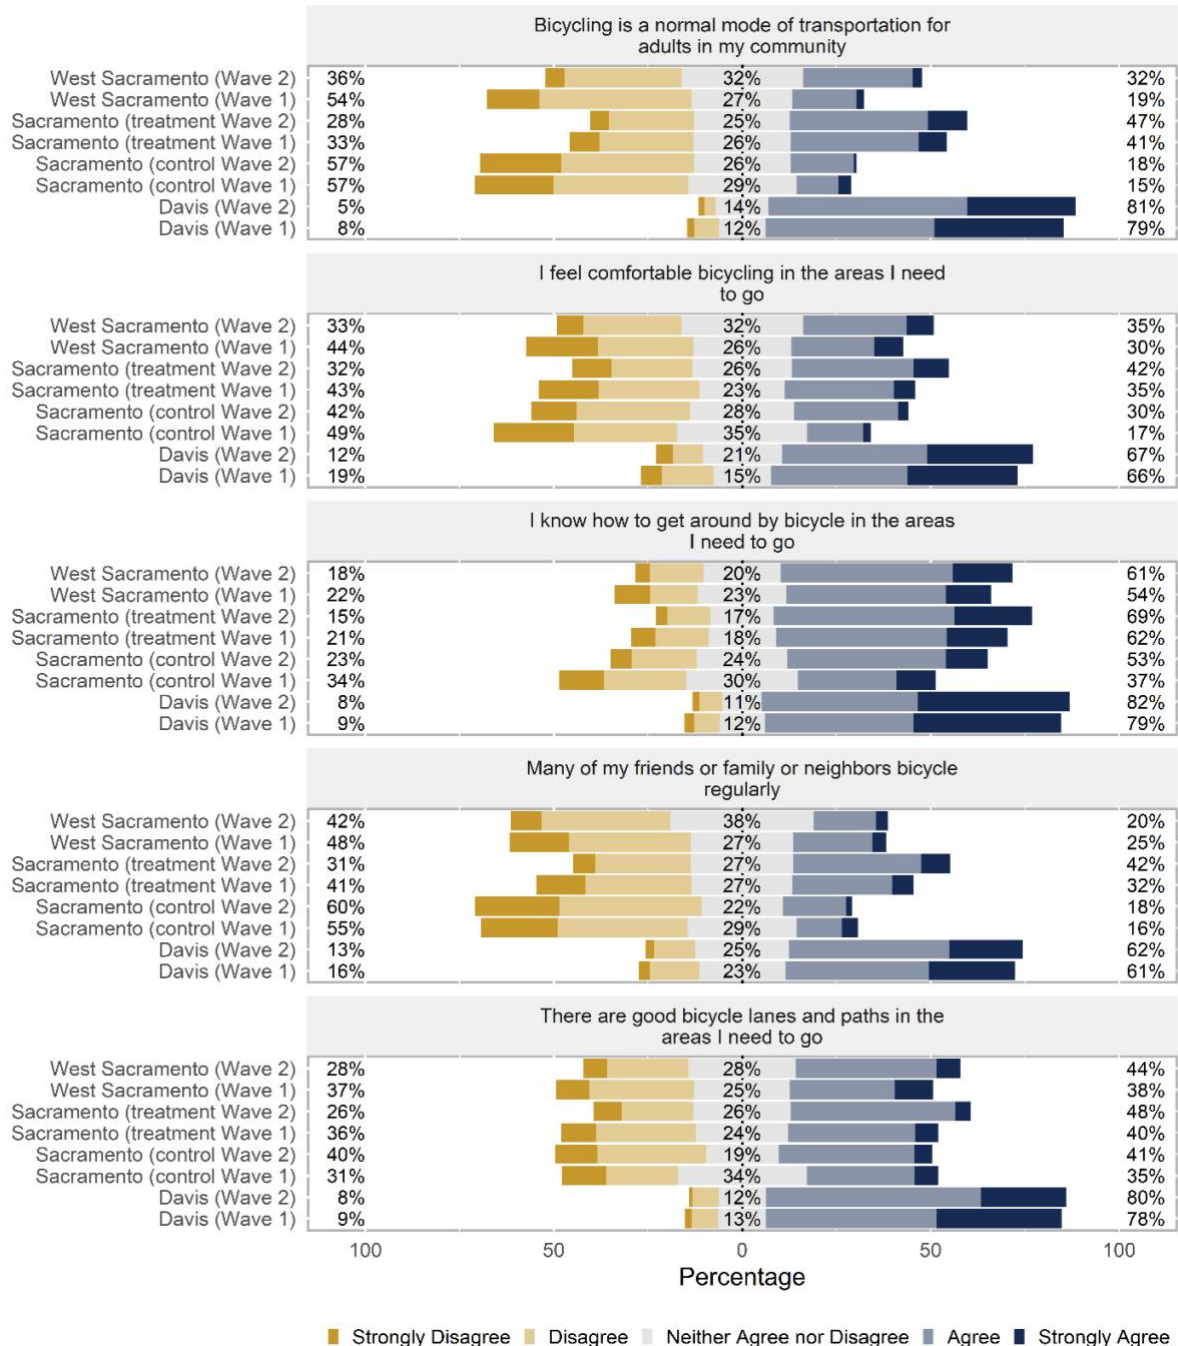 Bicycling is a normal mode of transportation for
adults in my community
West Sacramento (Wave 2) 36% 32% 32%
West Sacramento (Wave 1) 54% 27% 19%
Sacramento (treatment Wave 2) 28% 25% 47%
Sacramento (treatment Wave 1) 33% 26% 41%
Sacramento (control Wave 2) 57% 26% 18%
Sacramento (control Wave 1) 57% 29% 15%
Davis (Wave 2) 5% 14% 81%
Davis (Wave 1) 8% 12% 79%
I feel comfortable bicycling in the areas I need
to go
West Sacramento (Wave 2) 33% 32% 35%
West Sacramento (Wave 1) 44% 26% 30%
Sacramento (treatment Wave 2) 32% 26% 42%
Sacramento (treatment Wave 1) 43% 23% 35%
Sacramento (control Wave 2) 42% 28% 30%
Sacramento (control Wave 1) 49% 35% 17%
Davis (Wave 2) 12% 21% 67%
Davis (Wave 1) 19% 15% 66%
I know how to get around by bicycle in the areas
I need to go
West Sacramento (Wave 2) 18% 20% 61%
West Sacramento (Wave 1) 22% 23% 54%
Sacramento (treatment Wave 2) 15% 17% 69%
Sacramento (treatment Wave 1) 21% 18% 62%
Sacramento (control Wave 2) 23% 24% 53%
Sacramento (control Wave 1) 34% 30% 37%
Davis (Wave 2) 8% 11% 82%
Davis (Wave 1) 9% 12% 79%
Many of my friends or family or neighbors bicycle
regularly
West Sacramento (Wave 2) 42% 38% 20%
West Sacramento (Wave 1) 48% 27% 25%
Sacramento (treatment Wave 2) 31% 27% 42%
Sacramento (treatment Wave 1) 41% 27% 32%
Sacramento (control Wave 2) 60% 22% 18%
Sacramento (control Wave 1) 55% 29% 16%
Davis (Wave 2) 13% 25% 62%
Davis (Wave 1) 16% 23% 61%
There are good bicycle lanes and paths in the
areas I need to go
West Sacramento (Wave 2) 28% 28% 44%
West Sacramento (Wave 1) 37% 25% 38%
Sacramento (treatment Wave 2) 26% 26% 48%
Sacramento (treatment Wave 1) 36% 24% 40%
Sacramento (control Wave 2) 40% 19% 41%
Sacramento (control Wave 1) 31% 34% 35%
Davis (Wave 2) 8% 12% 80%
Davis (Wave 1) 9% 13% 78%
100 50 0 50 100
Percentage
Strongly Disagree Disagree Neither Agree nor Disagree Agree Strongly Agree